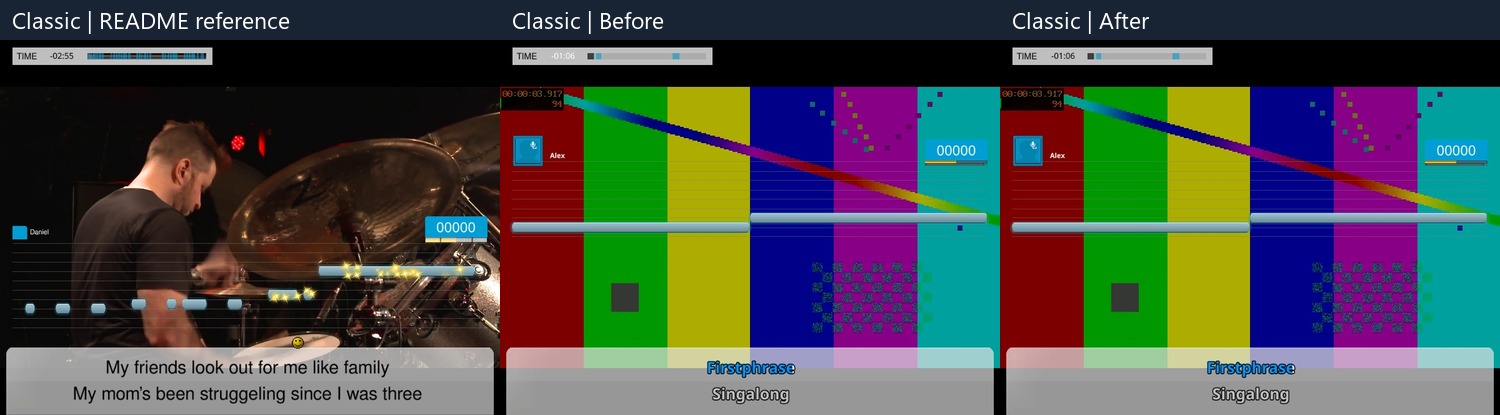 Classic | README reference
TIME -02:55
Daniel
00000
My friends look out for me like family
My mom's been struggeling since I was three
Classic | Before
TIME -01:06
00:00:03.917
94
Alex
00000
Firstphrase
Singalong
Classic | After
TIME -01:06
00:00:03.917
94
Alex
00000
Firstphrase
Singalong